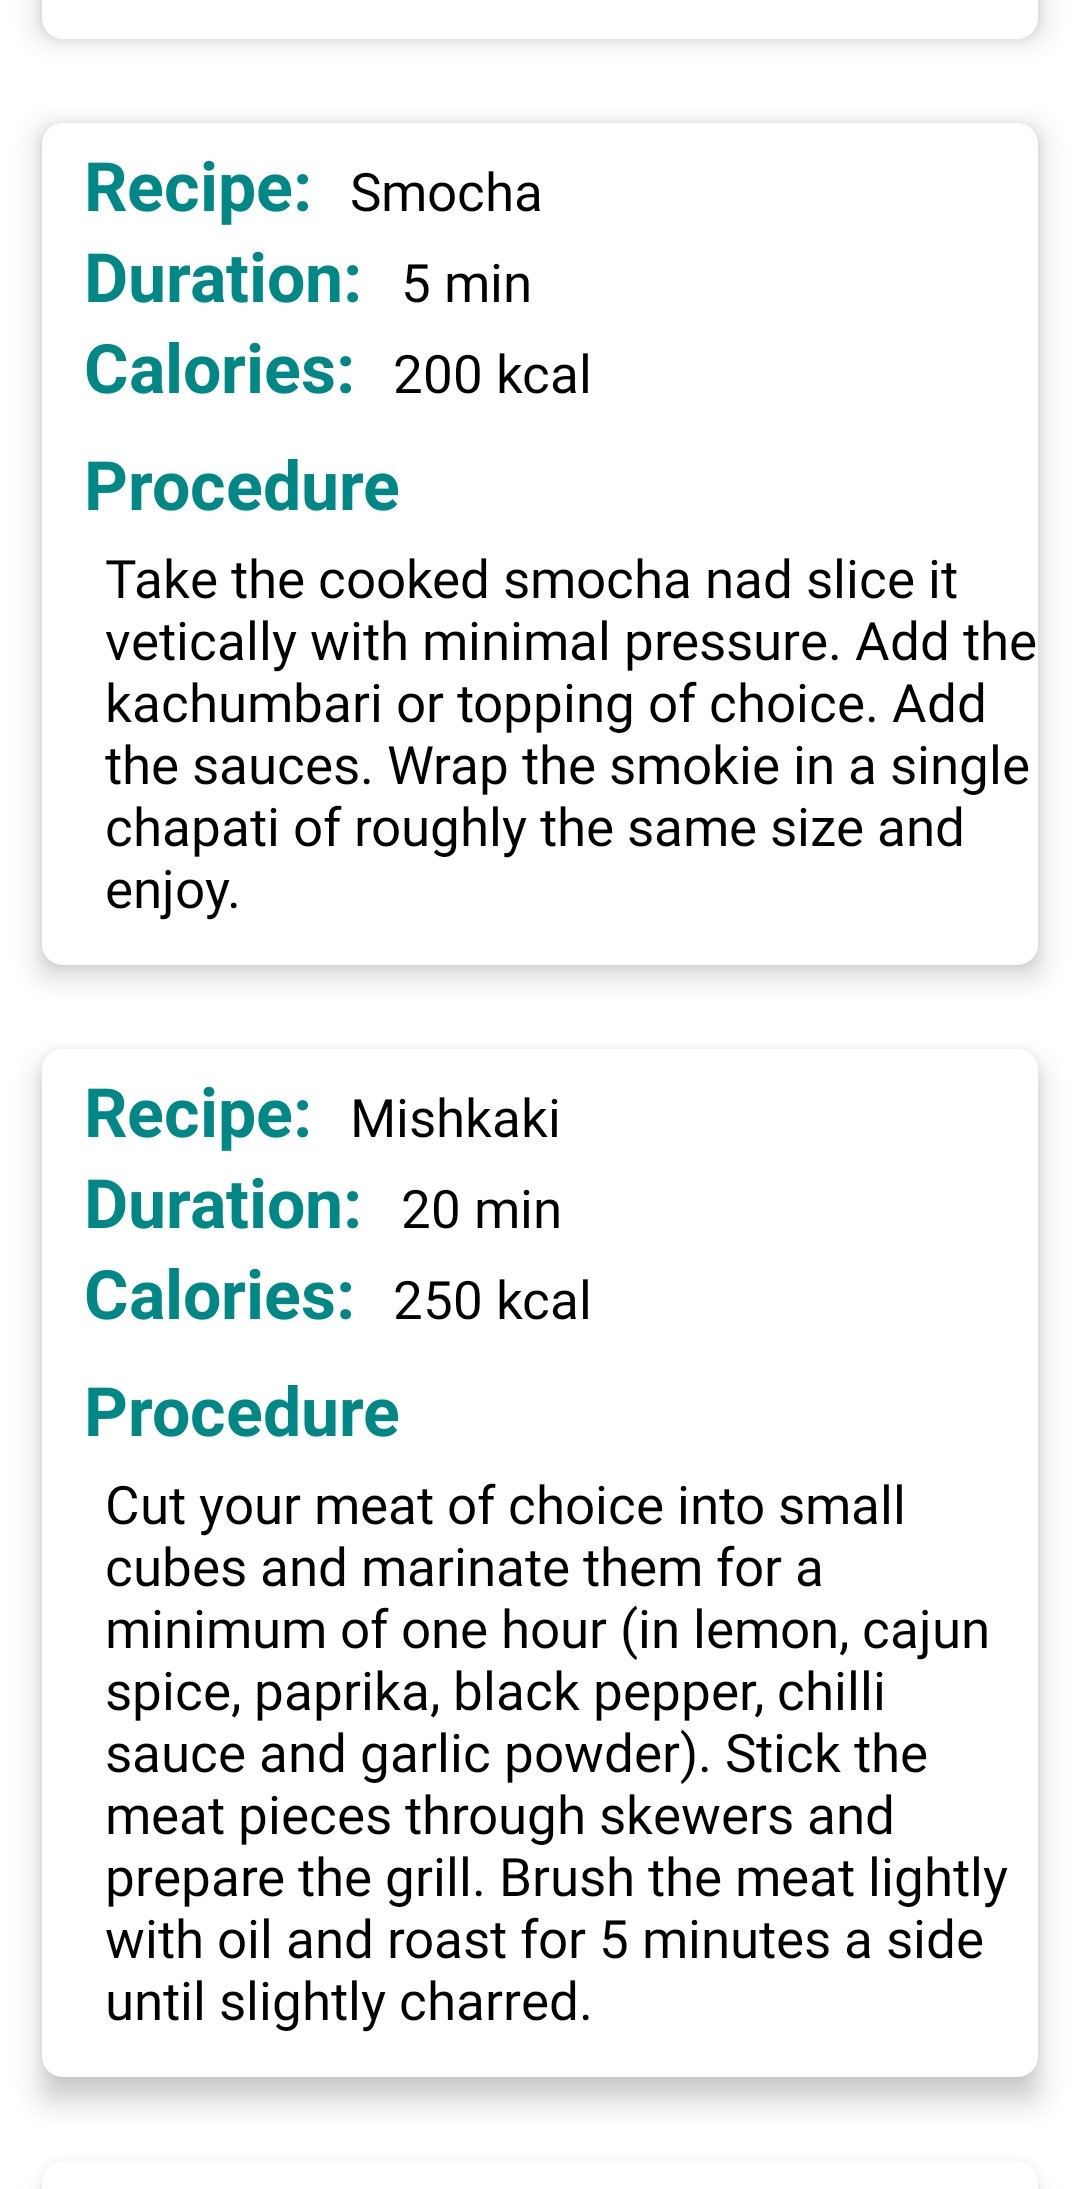 Recipe: Smocha
Duration: 5 min
Calories: 200 kcal
Procedure
Take the cooked smocha nad slice it
vetically with minimal pressure. Add the
kachumbari or topping of choice. Add
the sauces. Wrap the smokie in a single
chapati of roughly the same size and
enjoy.
Recipe: Mishkaki
Duration: 20 min
Calories: 250 kcal
Procedure
Cut your meat of choice into small
cubes and marinate them for a
minimum of one hour (in lemon, cajun
spice, paprika, black pepper, chilli
sauce and garlic powder). Stick the
meat pieces through skewers and
prepare the grill. Brush the meat lightly
with oil and roast for 5 minutes a side
until slightly charred.